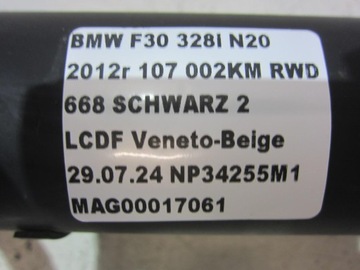 BMW F30 328i N20
2012r 107 002KM RWD
668 SCHWARZ 2
LCDF Veneto-Beige
29.07.24 NP34255M1
MAG00017061